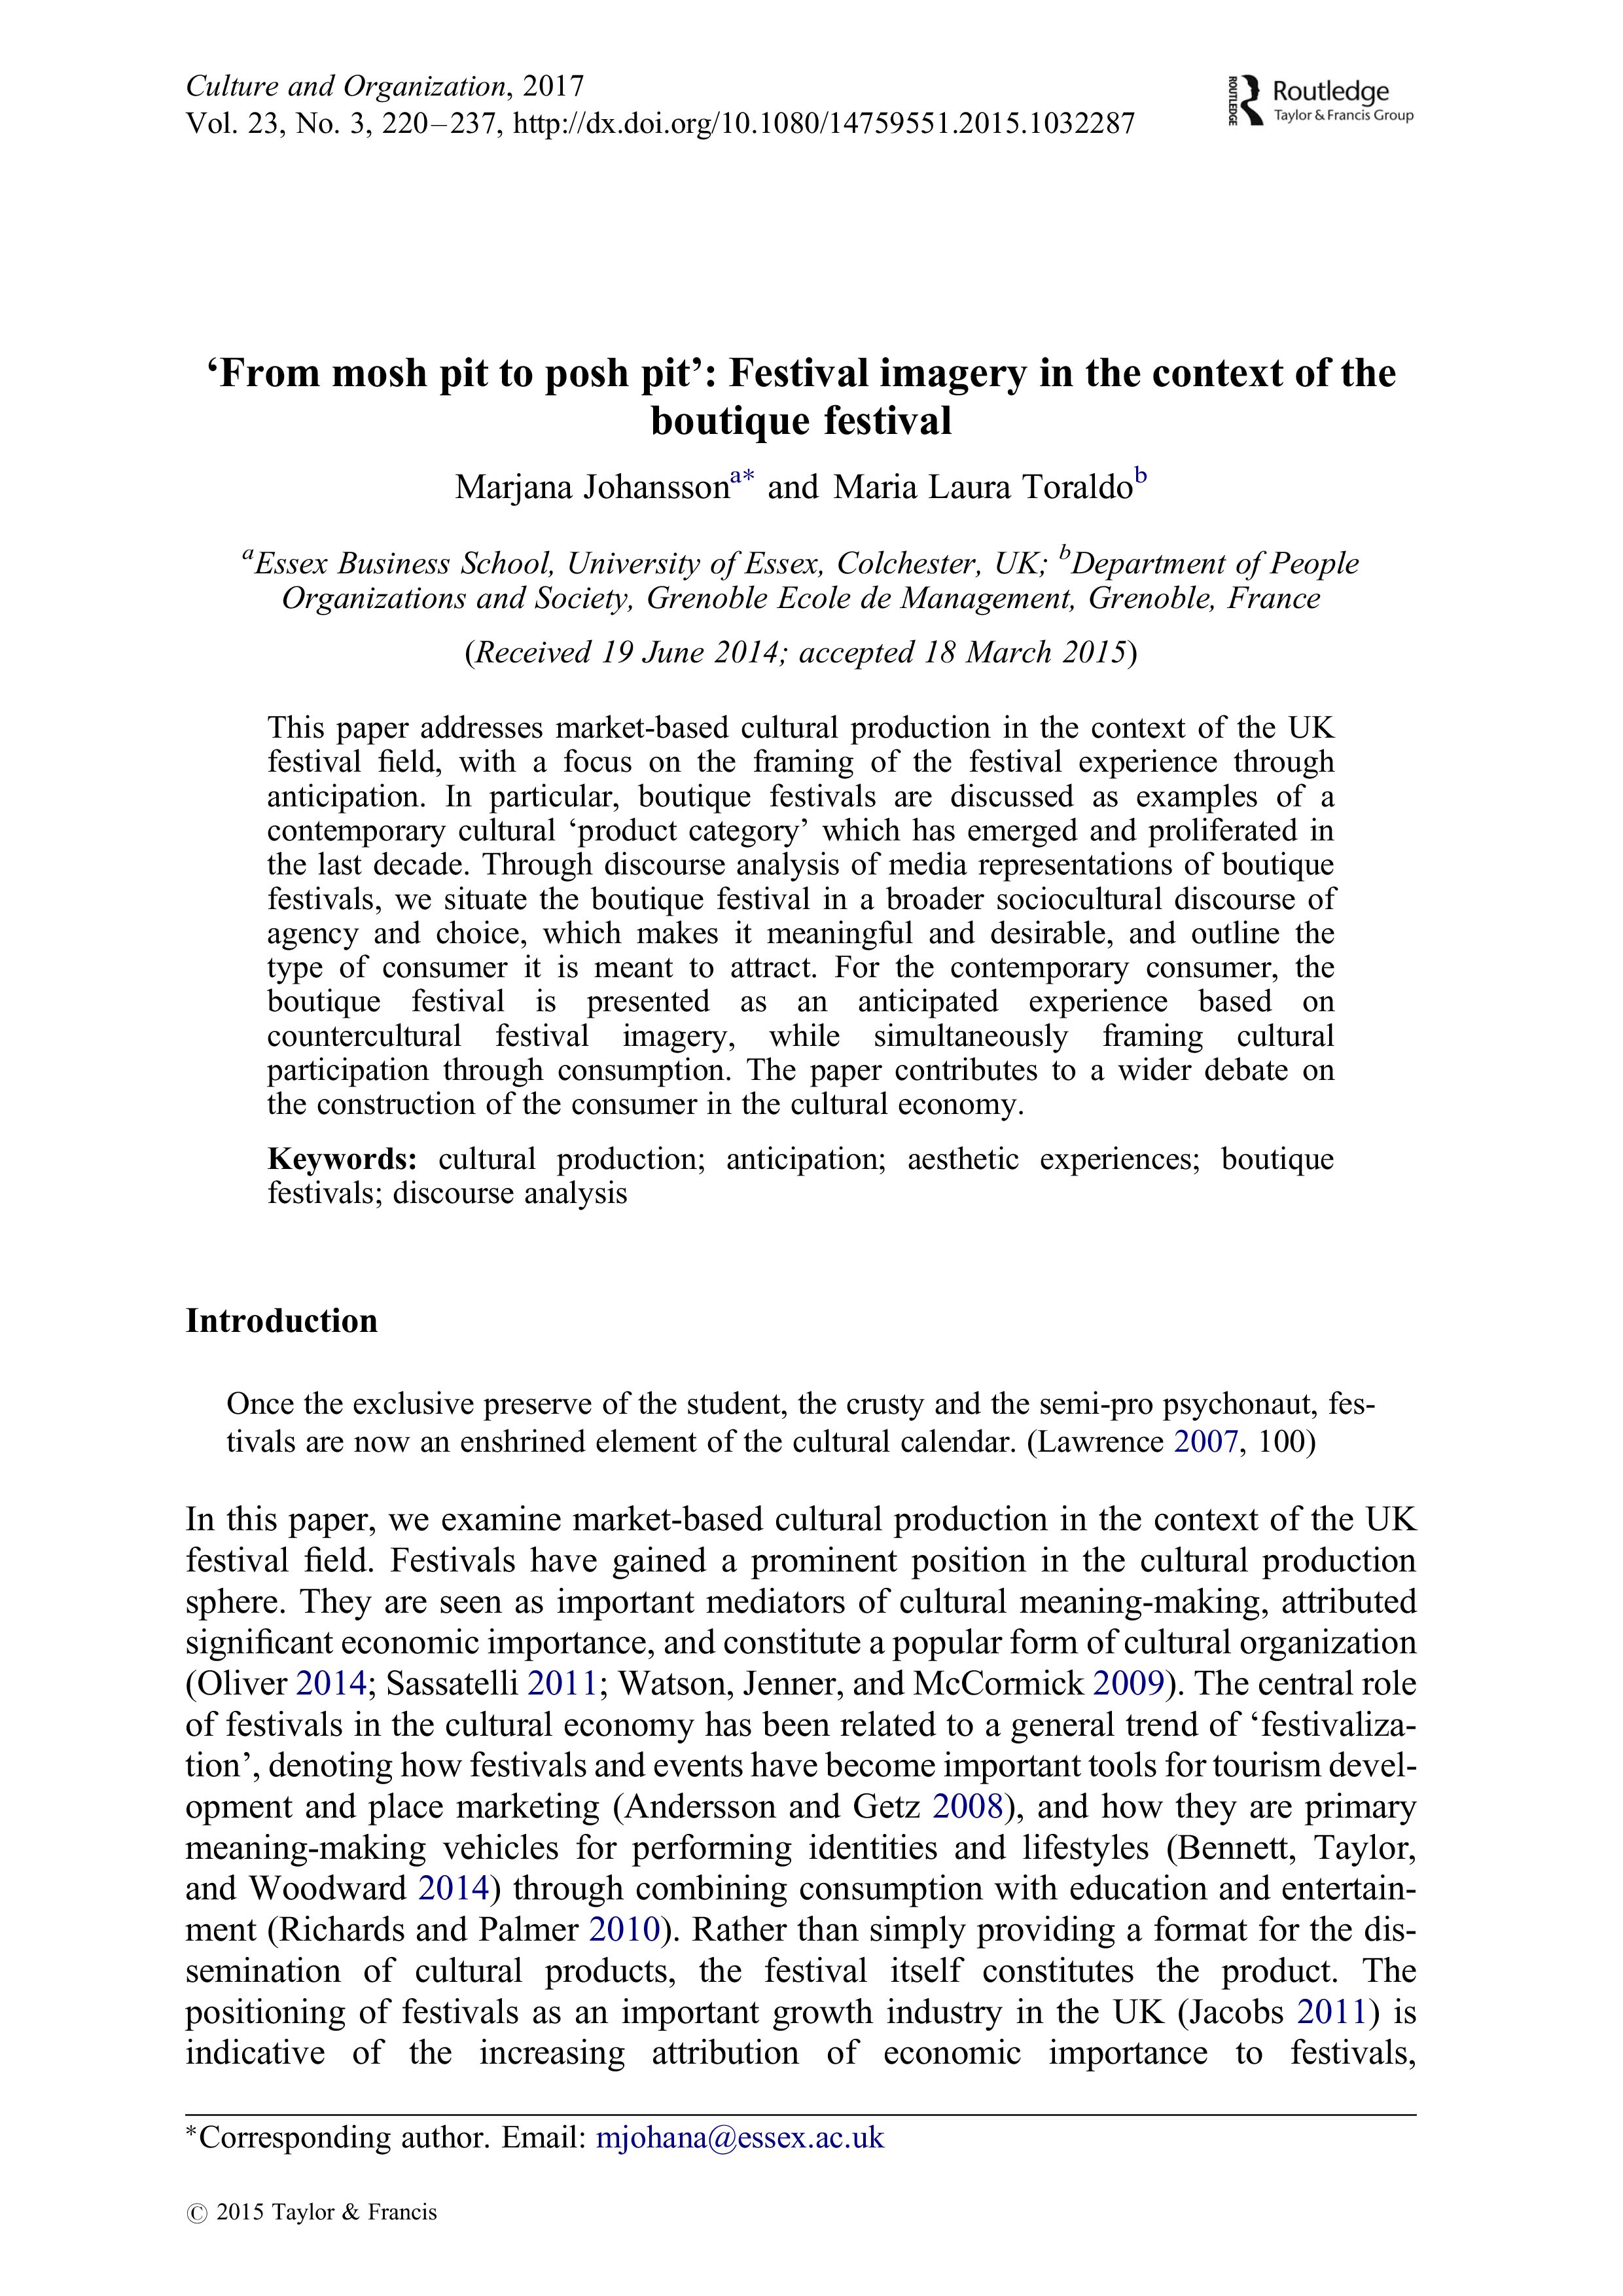 Culture and Organization, 2017
Vol. 23, No. 3, 220–237, http://dx.doi.org/10.1080/14759551.2015.1032287
ROUTLEDGE
Routledge
Taylor & Francis Group
‘From mosh pit to posh pit’: Festival imagery in the context of the
boutique festival
Marjana Johansson a* and Maria Laura Toraldo b
a Essex Business School, University of Essex, Colchester, UK; b Department of People
Organizations and Society, Grenoble Ecole de Management, Grenoble, France
(Received 19 June 2014; accepted 18 March 2015)
This paper addresses market-based cultural production in the context of the UK
festival field, with a focus on the framing of the festival experience through
anticipation. In particular, boutique festivals are discussed as examples of a
contemporary cultural ‘product category’ which has emerged and proliferated in
the last decade. Through discourse analysis of media representations of boutique
festivals, we situate the boutique festival in a broader sociocultural discourse of
agency and choice, which makes it meaningful and desirable, and outline the
type of consumer it is meant to attract. For the contemporary consumer, the
boutique festival is presented as an anticipated experience based on
countercultural festival imagery, while simultaneously framing cultural
participation through consumption. The paper contributes to a wider debate on
the construction of the consumer in the cultural economy.
Keywords: cultural production; anticipation; aesthetic experiences; boutique
festivals; discourse analysis
Introduction
Once the exclusive preserve of the student, the crusty and the semi-pro psychonaut, fes-
tivals are now an enshrined element of the cultural calendar. (Lawrence 2007, 100)
In this paper, we examine market-based cultural production in the context of the UK
festival field. Festivals have gained a prominent position in the cultural production
sphere. They are seen as important mediators of cultural meaning-making, attributed
significant economic importance, and constitute a popular form of cultural organization
(Oliver 2014; Sassatelli 2011; Watson, Jenner, and McCormick 2009). The central role
of festivals in the cultural economy has been related to a general trend of ‘festivaliza-
tion’, denoting how festivals and events have become important tools for tourism devel-
opment and place marketing (Andersson and Getz 2008), and how they are primary
meaning-making vehicles for performing identities and lifestyles (Bennett, Taylor,
and Woodward 2014) through combining consumption with education and entertain-
ment (Richards and Palmer 2010). Rather than simply providing a format for the dis-
semination of cultural products, the festival itself constitutes the product. The
positioning of festivals as an important growth industry in the UK (Jacobs 2011) is
indicative of the increasing attribution of economic importance to festivals,
*Corresponding author. Email: mjohana@essex.ac.uk
© 2015 Taylor & Francis